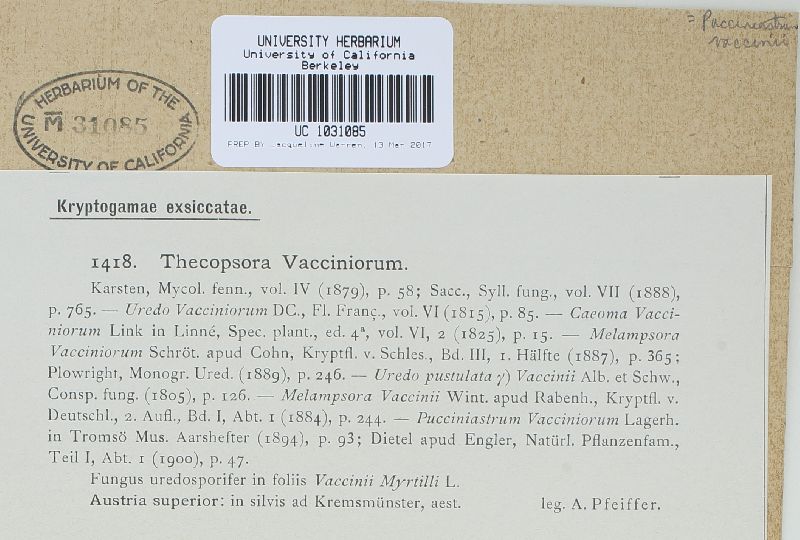 = Pucciniastrum
vaccinii
UNIVERSITY HERBARIUM
University of California
Berkeley
UC 1031085
PREP BY Jacqueline Warren, 13 Mar 2017
HERBARIUM OF THE
M 31085
UNIVERSITY OF CALIFORNIA
Kryptogamae exsiccatae.
1418. Thecopsora Vacciniorum.
Karsten, Mycol. fenn., vol. IV (1879), p. 58; Sacc., Syll. fung., vol. VII (1888),
p. 765. — Uredo Vacciniorum DC., Fl. Franç., vol. VI (1815), p. 85. — Caeoma Vacci-
niorum Link in Linné, Spec. plant., ed. 4ª, vol. VI, 2 (1825), p. 15. — Melampsora
Vacciniorum Schröt. apud Cohn, Kryptfl. v. Schles., Bd. III, 1. Hälfte (1887), p. 365;
Plowright, Monogr. Ured. (1889), p. 246. — Uredo pustulata γ) Vaccinii Alb. et Schw.,
Consp. fung. (1805), p. 126. — Melampsora Vaccinii Wint. apud Rabenh., Kryptfl. v.
Deutschl., 2. Aufl., Bd. I, Abt. 1 (1884), p. 244. — Pucciniastrum Vacciniorum Lagerh.
in Tromsö Mus. Aarshefter (1894), p. 93; Dietel apud Engler, Natürl. Pflanzenfam.,
Teil I, Abt. 1 (1900), p. 47.
Fungus uredosporifer in foliis Vaccinii Myrtilli L.
Austria superior: in silvis ad Kremsmünster, aest. leg. A. Pfeiffer.